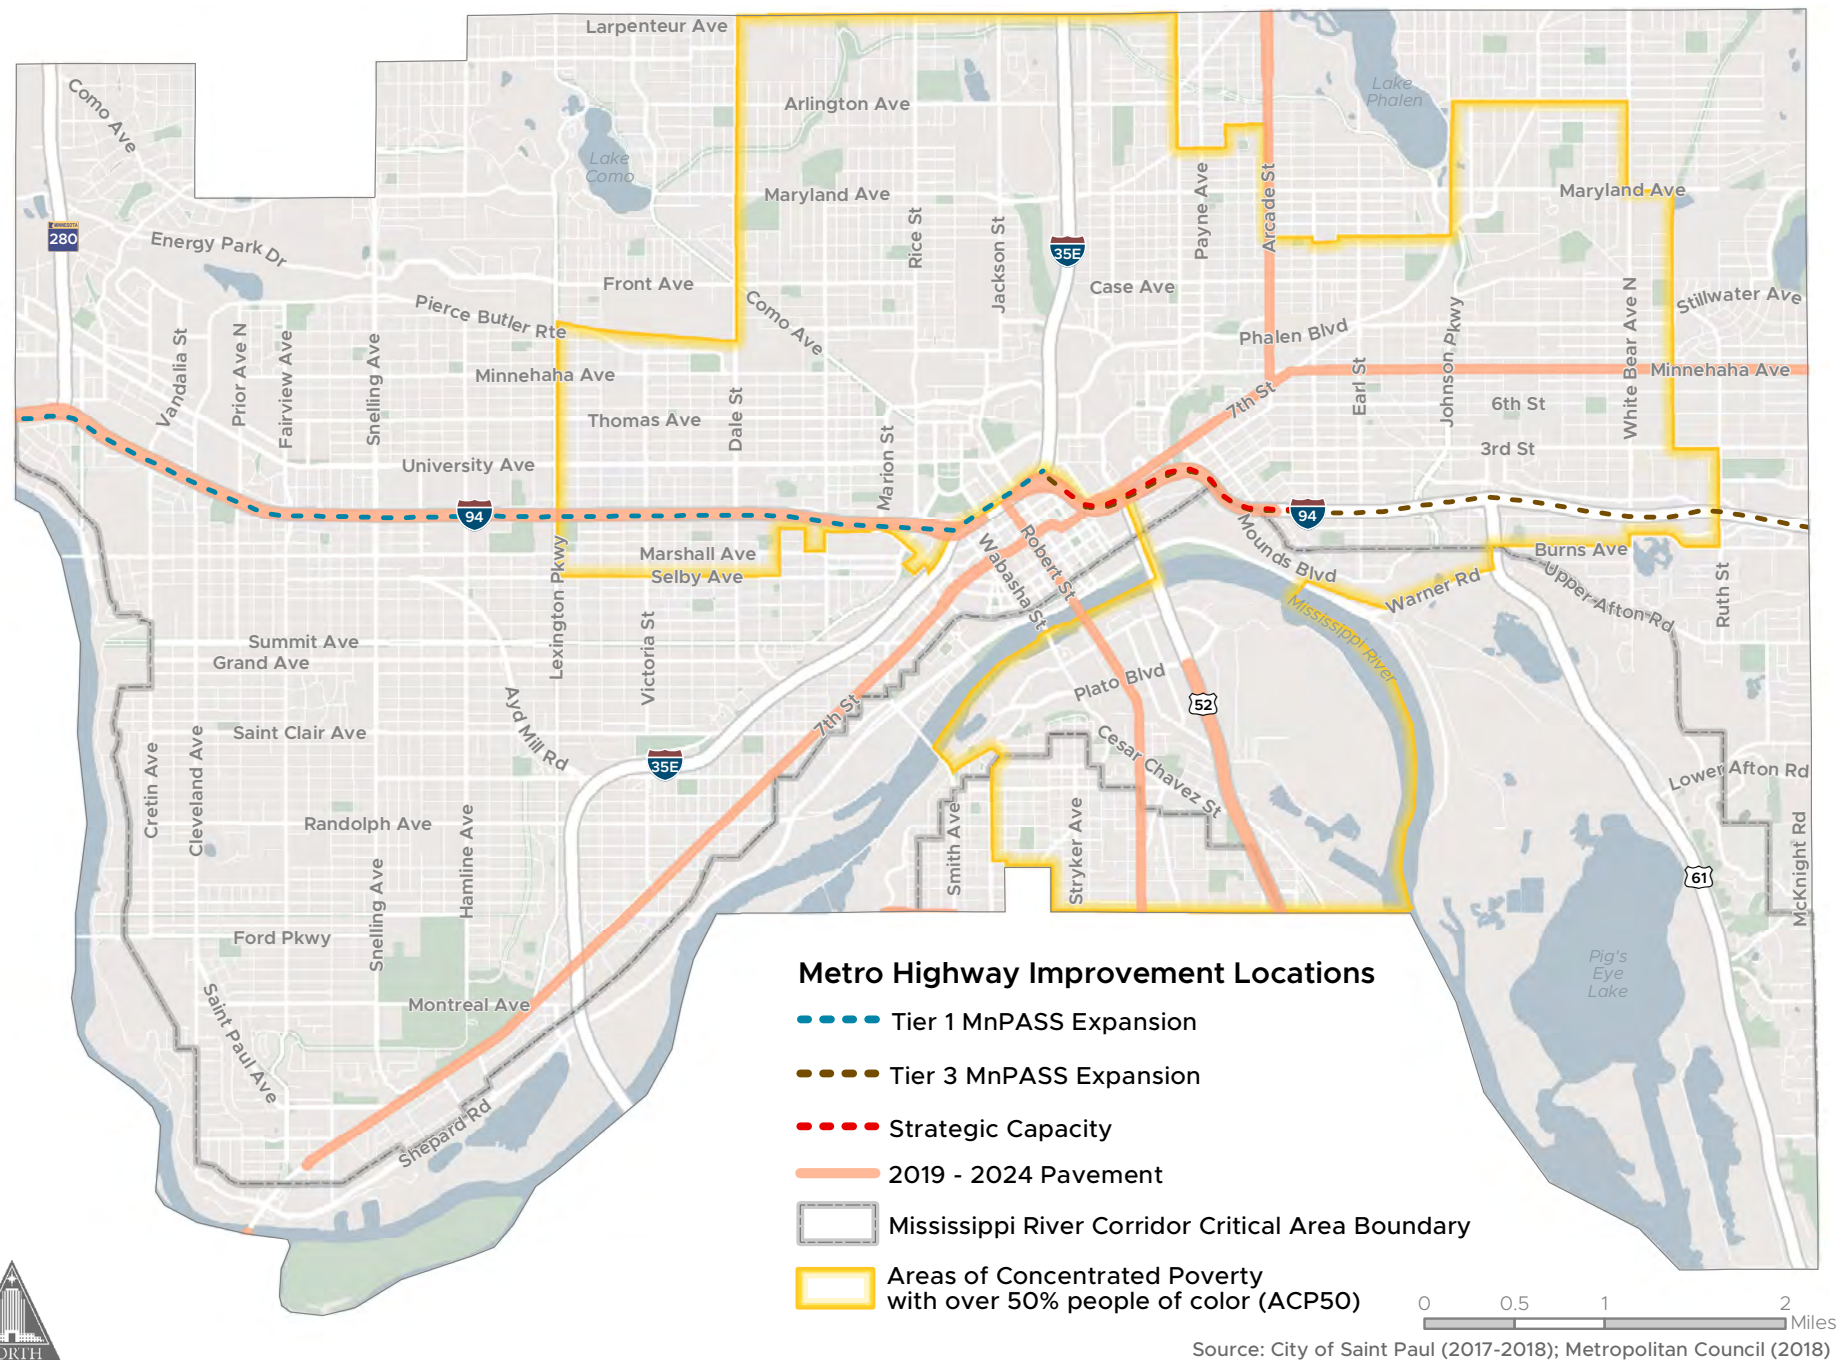 Larpenteur Ave
Como Ave
Arlington Ave
Lake
Phalen
Lake
Como
Maryland Ave
Maryland Ave
Payne Ave
Arcade St
Rice St
Jackson St
280
Energy Park Dr
35E
Front Ave
Case Ave
Pierce Butler Rte
Como Ave
Stillwater Ave
Phalen Blvd
Johnson Pkwy
White Bear Ave N
Vandalia St
Prior Ave N
Fairview Ave
Snelling Ave
Minnehaha Ave
Minnehaha Ave
Dale St
Thomas Ave
7th St
Earl St
6th St
3rd St
University Ave
Marion St
94
94
Marshall Ave
Selby Ave
Lexington Pkwy
Wabasha St
Robert St
Mounds Blvd
Burns Ave
Warner Rd
Upper Afton Rd
Ruth St
Mississippi River
Summit Ave
Grand Ave
Victoria St
Ayd Mill Rd
Plato Blvd
52
7th St
Saint Clair Ave
35E
Cesar Chavez St
Cretin Ave
Cleveland Ave
Lower Afton Rd
Randolph Ave
Hamline Ave
Smith Ave
Stryker Ave
McKnight Rd
61
Snelling Ave
Ford Pkwy
Pig's
Eye
Lake
Saint Paul Ave
Montreal Ave
Shepard Rd
Metro Highway Improvement Locations
Tier 1 MnPASS Expansion
Tier 3 MnPASS Expansion
Strategic Capacity
2019 - 2024 Pavement
Mississippi River Corridor Critical Area Boundary
Areas of Concentrated Poverty
with over 50% people of color (ACP50)
0 0.5 1 2
Miles
Source: City of Saint Paul (2017-2018); Metropolitan Council (2018)